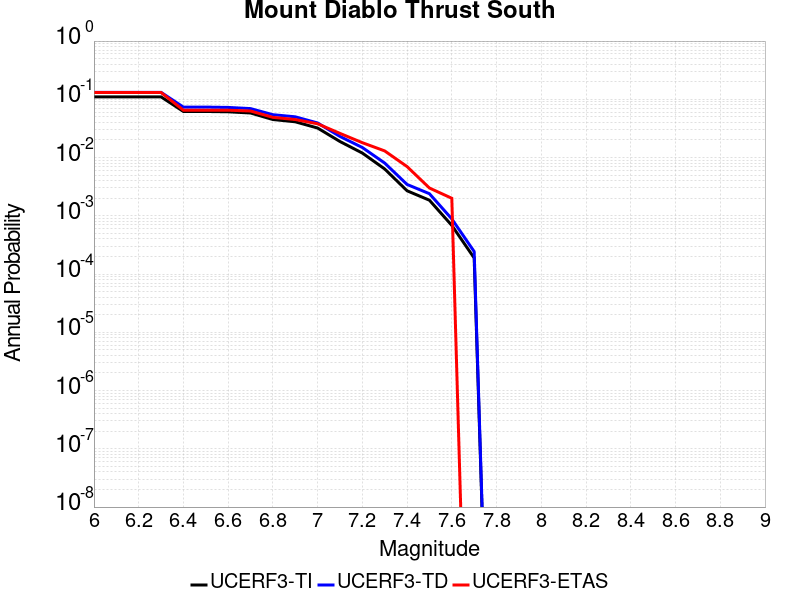 Mount Diablo Thrust South
10^0
10^-1
10^-2
10^-3
10^-4
10^-5
10^-6
10^-7
10^-8
Annual Probability
6 6.2 6.4 6.6 6.8 7 7.2 7.4 7.6 7.8 8 8.2 8.4 8.6 8.8 9
Magnitude
UCERF3-TI UCERF3-TD UCERF3-ETAS